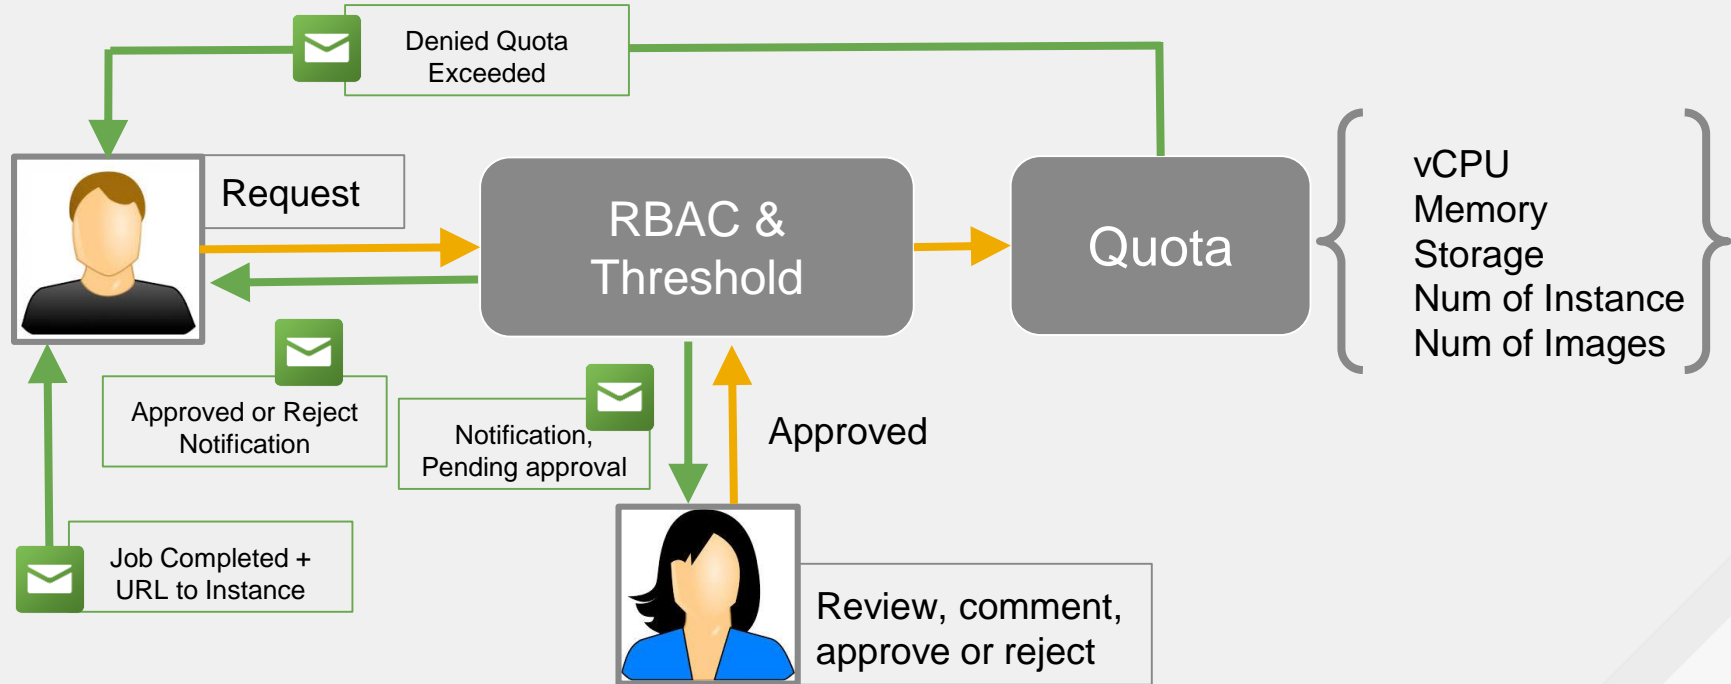 Denied Quota
Exceeded
Request
RBAC &
Threshold
Quota
vCPU
Memory
Storage
Num of Instance
Num of Images
Approved or Reject
Notification
Notification,
Pending approval
Approved
Job Completed +
URL to Instance
Review, comment,
approve or reject